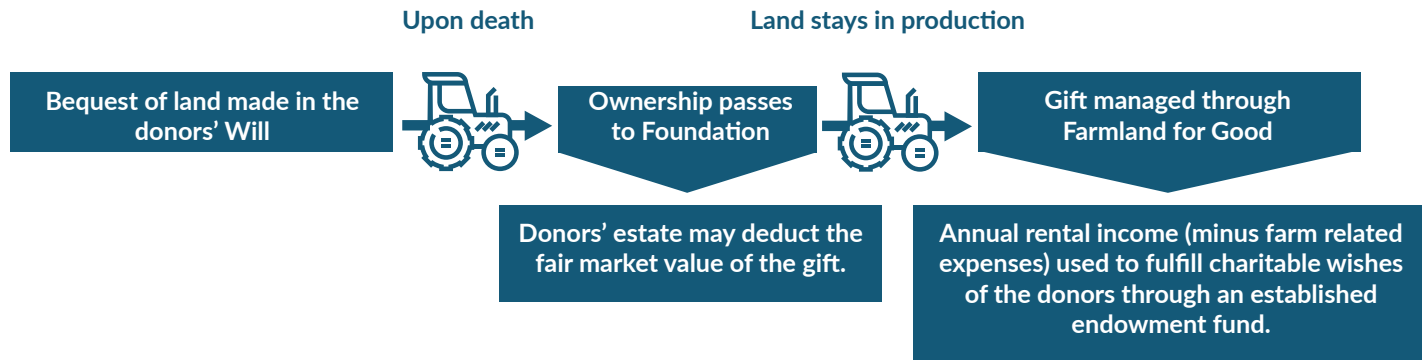 Upon death
Land stays in production
Bequest of land made in the
donors’ Will
Ownership passes
to Foundation
Gift managed through
Farmland for Good
Donors’ estate may deduct the
fair market value of the gift.
Annual rental income (minus farm related
expenses) used to fulfill charitable wishes
of the donors through an established
endowment fund.